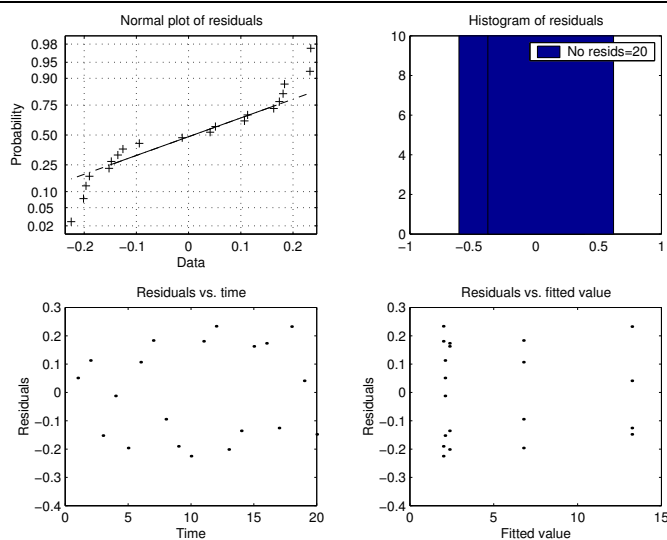 Normal plot of residuals
0.98
0.95
0.90
0.75
0.50
0.25
0.10
0.05
0.02
Probability
−0.2 −0.1 0 0.1 0.2
Data
Histogram of residuals
No resids=20
10
8
6
4
2
0
−1 −0.5 0 0.5 1
Residuals vs. time
0.3
0.2
0.1
0
−0.1
−0.2
−0.3
−0.4
Residuals
0 5 10 15 20
Time
Residuals vs. fitted value
0.3
0.2
0.1
0
−0.1
−0.2
−0.3
−0.4
Residuals
0 5 10 15
Fitted value